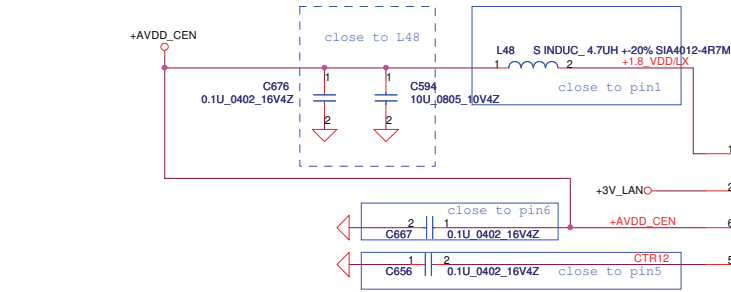 +AVDD_CEN
close to L48
L48 S INDUC_ 4.7UH +-20% SIA4012-4R7M
1 2 +1.8_VDD/LX
C676 1 1 C594
0.1U_0402_16V4Z 10U_0805_10V4Z
close to pin1
2 2
1
+3V_LAN 2
close to pin6
2 1 +AVDD_CEN 6
C667 0.1U_0402_16V4Z
CTR12
1 2 5
C656 0.1U_0402_16V4Z close to pin5